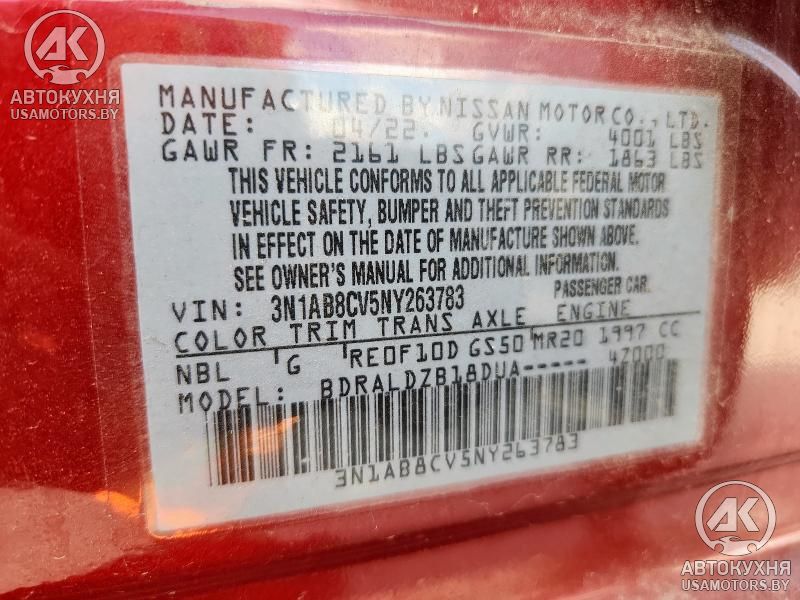 АК
АВТОКУХНЯ
USAMOTORS.BY
MANUFACTURED BY NISSAN MOTOR CO., LTD.
DATE: 04/22. GVWR: 4001 LBS
GAWR FR: 2161 LBS GAWR RR: 1863 LBS
THIS VEHICLE CONFORMS TO ALL APPLICABLE FEDERAL MOTOR
VEHICLE SAFETY, BUMPER AND THEFT PREVENTION STANDARDS
IN EFFECT ON THE DATE OF MANUFACTURE SHOWN ABOVE.
SEE OWNER'S MANUAL FOR ADDITIONAL INFORMATION.
VIN: 3N1AB8CV5NY263783 PASSENGER CAR.
COLOR TRIM TRANS AXLE ENGINE
NBL G RE0F10D GS50 MR20 1997 CC
MODEL: BDRALDZB18DUA----- 4Z000
3N1AB8CV5NY263783
АК
АВТОКУХНЯ
USAMOTORS.BY